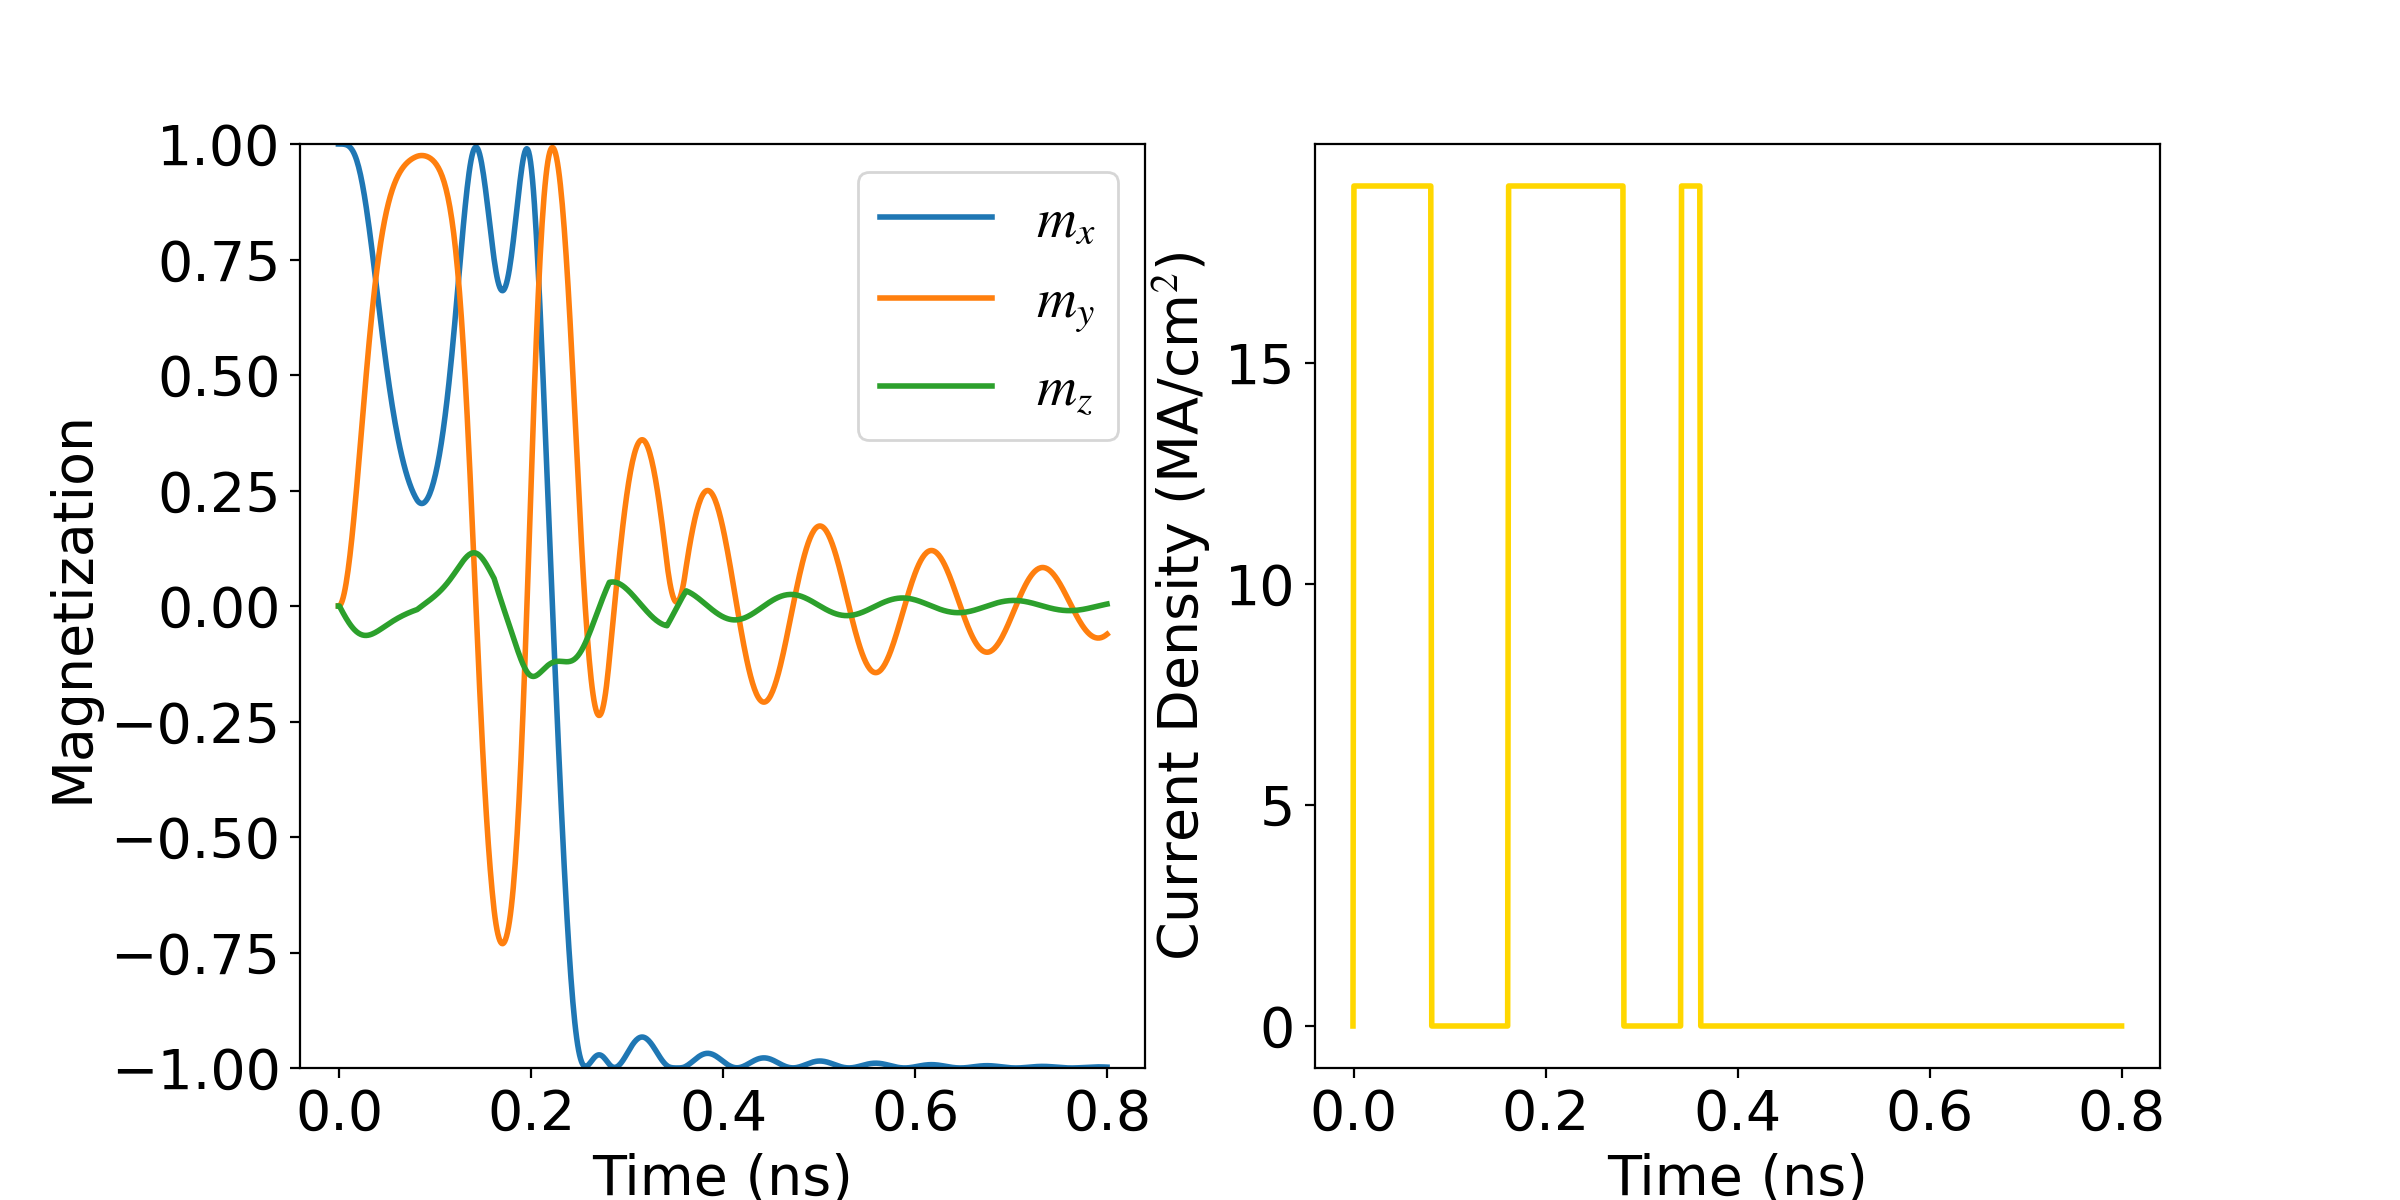 Magnetization
1.00
0.75
0.50
0.25
0.00
−0.25
−0.50
−0.75
−1.00
0.0 0.2 0.4 0.6 0.8
Time (ns)
m_x
m_y
m_z
Current Density (MA/cm²)
15
10
5
0
0.0 0.2 0.4 0.6 0.8
Time (ns)